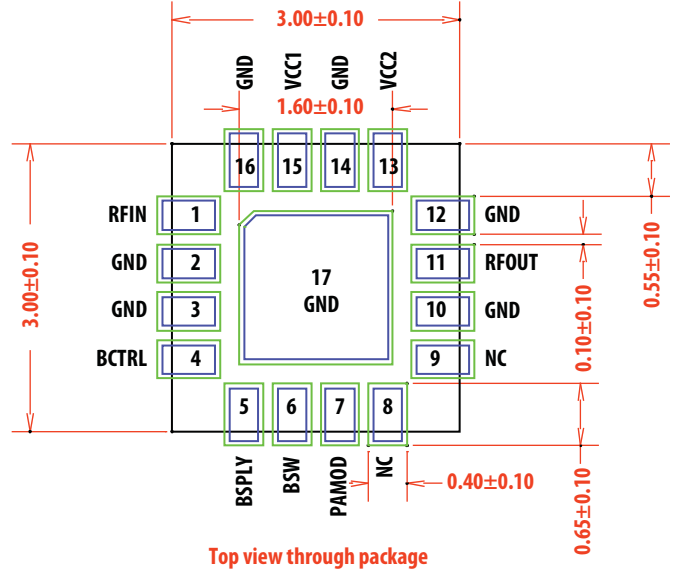 3.00±0.10
GND
VCC1
GND
VCC2
1.60±0.10
16
15
14
13
RFIN
1
12
GND
GND
2
11
RFOUT
17
GND
GND
3
10
GND
BCTRL
4
9
NC
3.00±0.10
0.55±0.10
0.10±0.10
5
6
7
8
BSPLY
BSW
PAMOD
NC
0.40±0.10
0.65±0.10
Top view through package